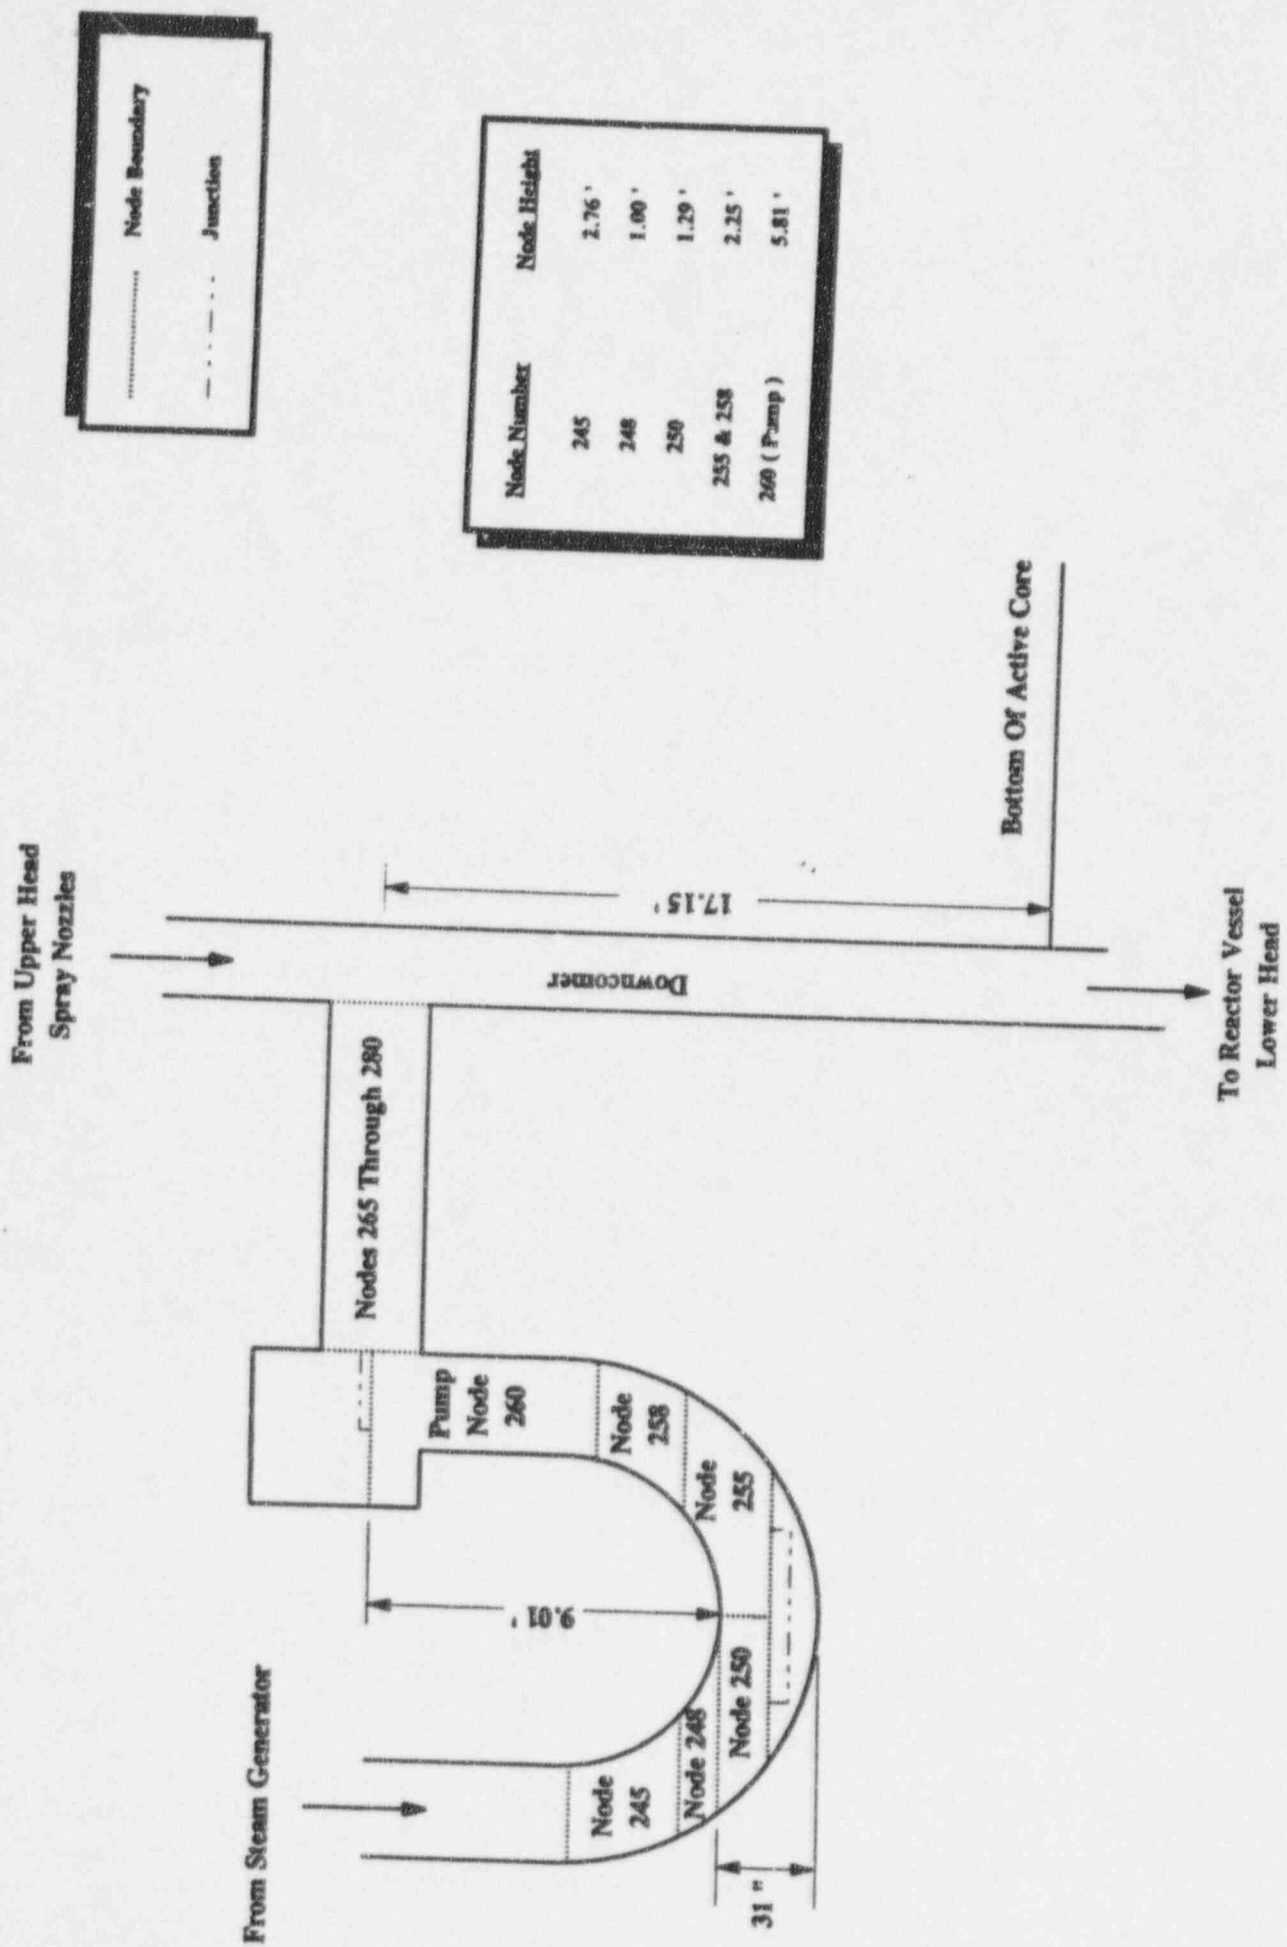 Node Boundary
Junction
Node Number Node Height
245 2.76 '
248 1.00 '
250 1.29 '
255 & 258 2.25 '
260 ( Pump ) 5.81 '
From Upper Head
Spray Nozzles
From Steam Generator
Nodes 265 Through 280
Pump
Node
260
Node
258
Node
255
Node 250
Node 248
Node
245
9.01 '
31 "
Downcomer
17.15 '
Bottom Of Active Core
To Reactor Vessel
Lower Head